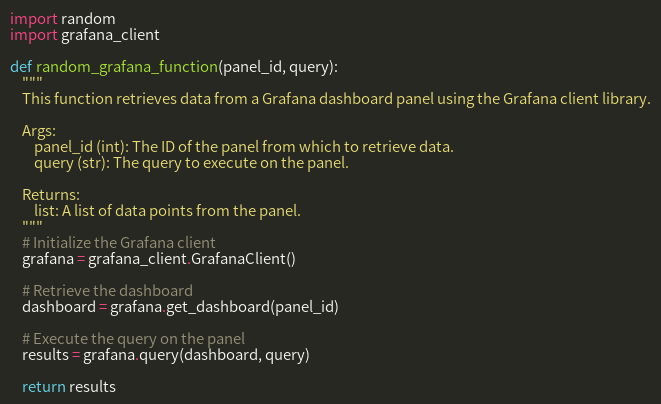 import random
import grafana_client

def random_grafana_function(panel_id, query):
    """
    This function retrieves data from a Grafana dashboard panel using the Grafana client library.

    Args:
        panel_id (int): The ID of the panel from which to retrieve data.
        query (str): The query to execute on the panel.

    Returns:
        list: A list of data points from the panel.
    """
    # Initialize the Grafana client
    grafana = grafana_client.GrafanaClient()

    # Retrieve the dashboard
    dashboard = grafana.get_dashboard(panel_id)

    # Execute the query on the panel
    results = grafana.query(dashboard, query)

    return results